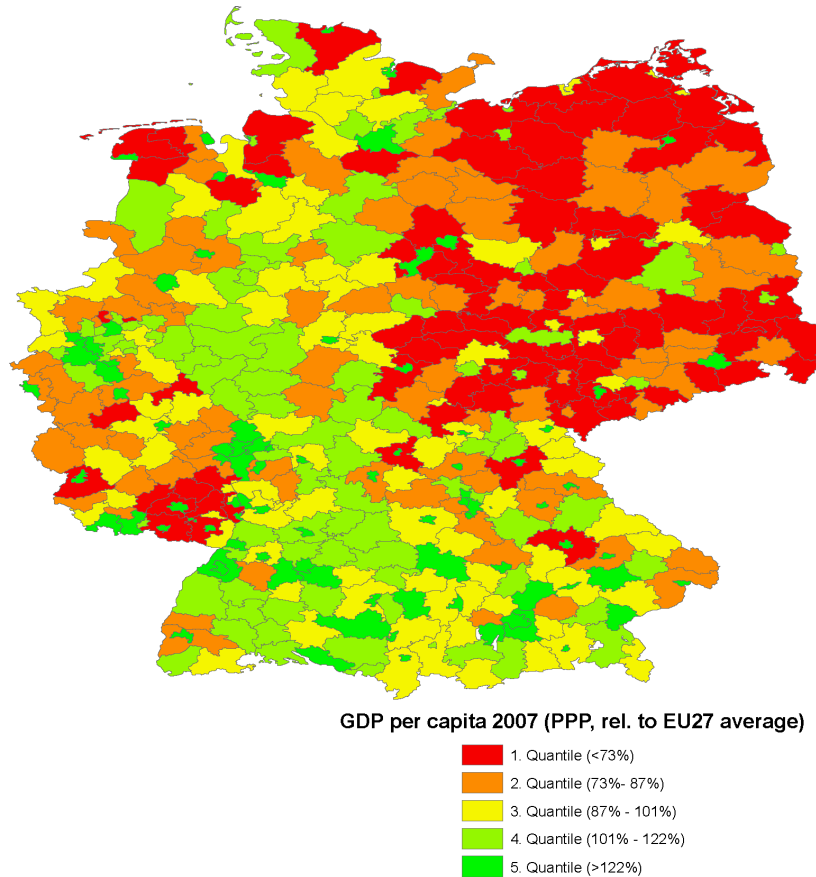 GDP per capita 2007 (PPP, rel. to EU27 average)
1. Quantile (<73%)
2. Quantile (73%- 87%)
3. Quantile (87% - 101%)
4. Quantile (101% - 122%)
5. Quantile (>122%)